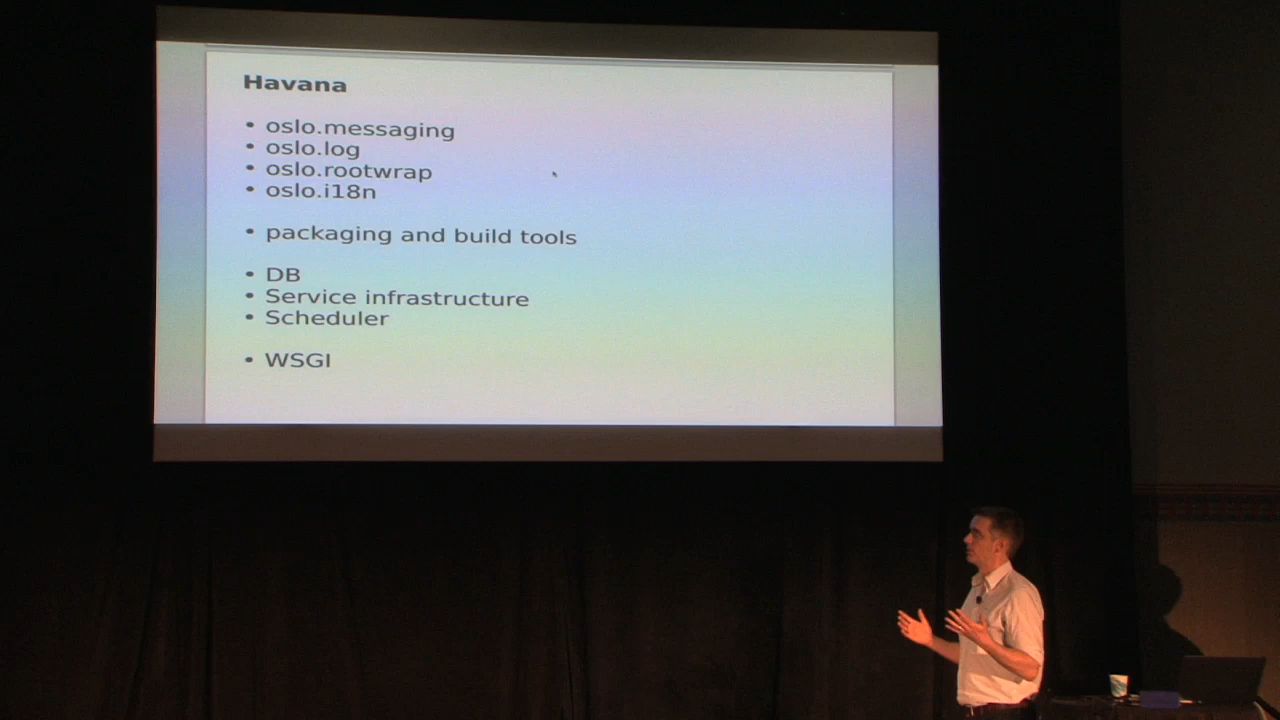 Havana
• oslo.messaging
• oslo.log
• oslo.rootwrap
• oslo.i18n
• packaging and build tools
• DB
• Service infrastructure
• Scheduler
• WSGI